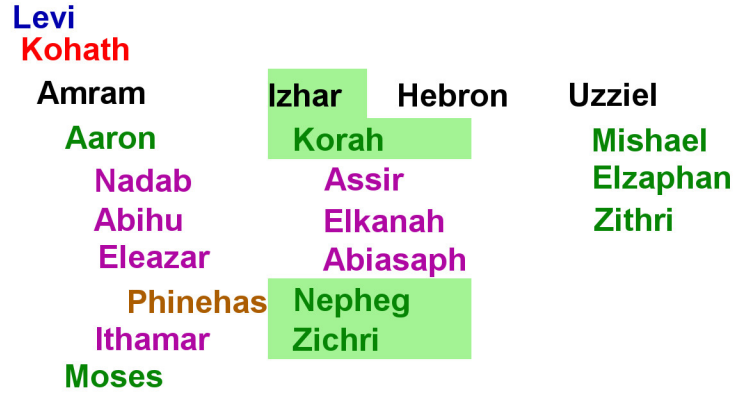 Levi
Kohath
Amram Izhar Hebron Uzziel
Aaron Korah Mishael
Nadab Assir Elzaphan
Abihu Elkanah Zithri
Eleazar Abiasaph
Phinehas Nepheg
Ithamar Zichri
Moses